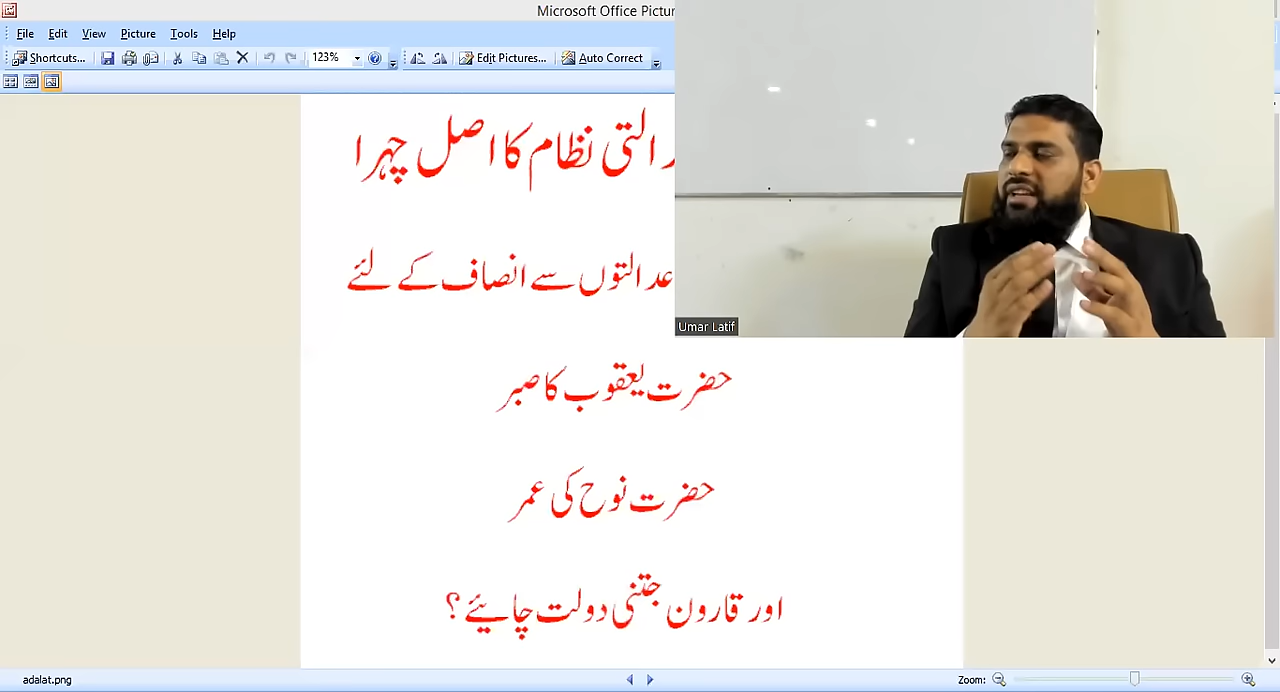 Microsoft Office Pictur
File Edit View Picture Tools Help
Shortcuts... 123% Edit Pictures... Auto Correct
التی نظام کا اصل چہرا
عدالتوں سے انصاف کے لئے
Umar Latif
حضرت یعقوب کا صبر
حضرت نوح کی عمر
اور قارون جتنی دولت چاہئیے ؟
adalat.png Zoom: